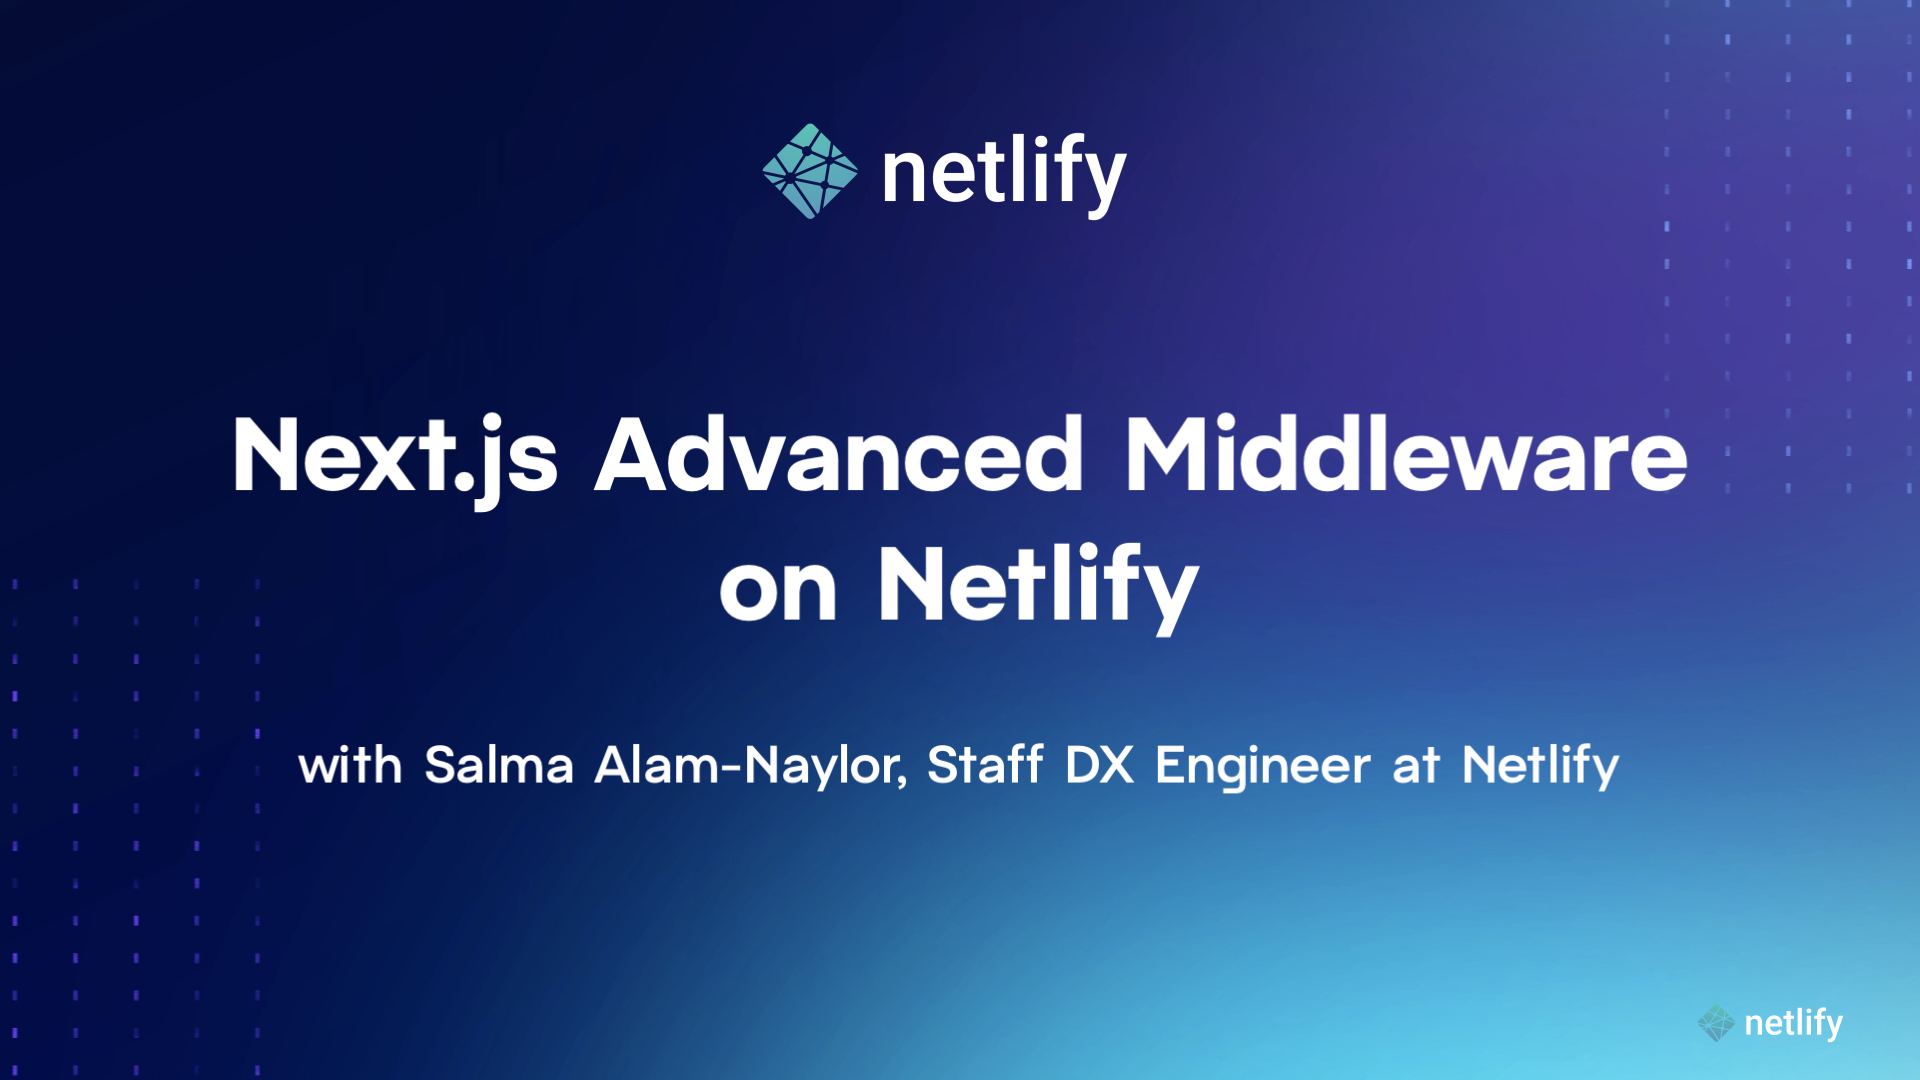 netlify
Next.js Advanced Middleware
on Netlify
with Salma Alam-Naylor, Staff DX Engineer at Netlify
netlify